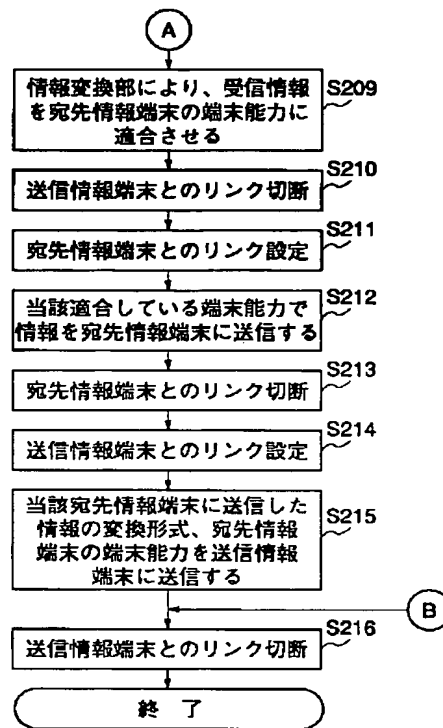 A
情報変換部により、受信情報
を宛先情報端末の端末能力に
適合させる
S209
送信情報端末とのリンク切断
S210
宛先情報端末とのリンク設定
S211
当該適合している端末能力で
情報を宛先情報端末に送信する
S212
宛先情報端末とのリンク切断
S213
送信情報端末とのリンク設定
S214
当該宛先情報端末に送信した
情報の変換形式、宛先情報
端末の端末能力を送信情報
端末に送信する
S215
B
送信情報端末とのリンク切断
S216
終 了